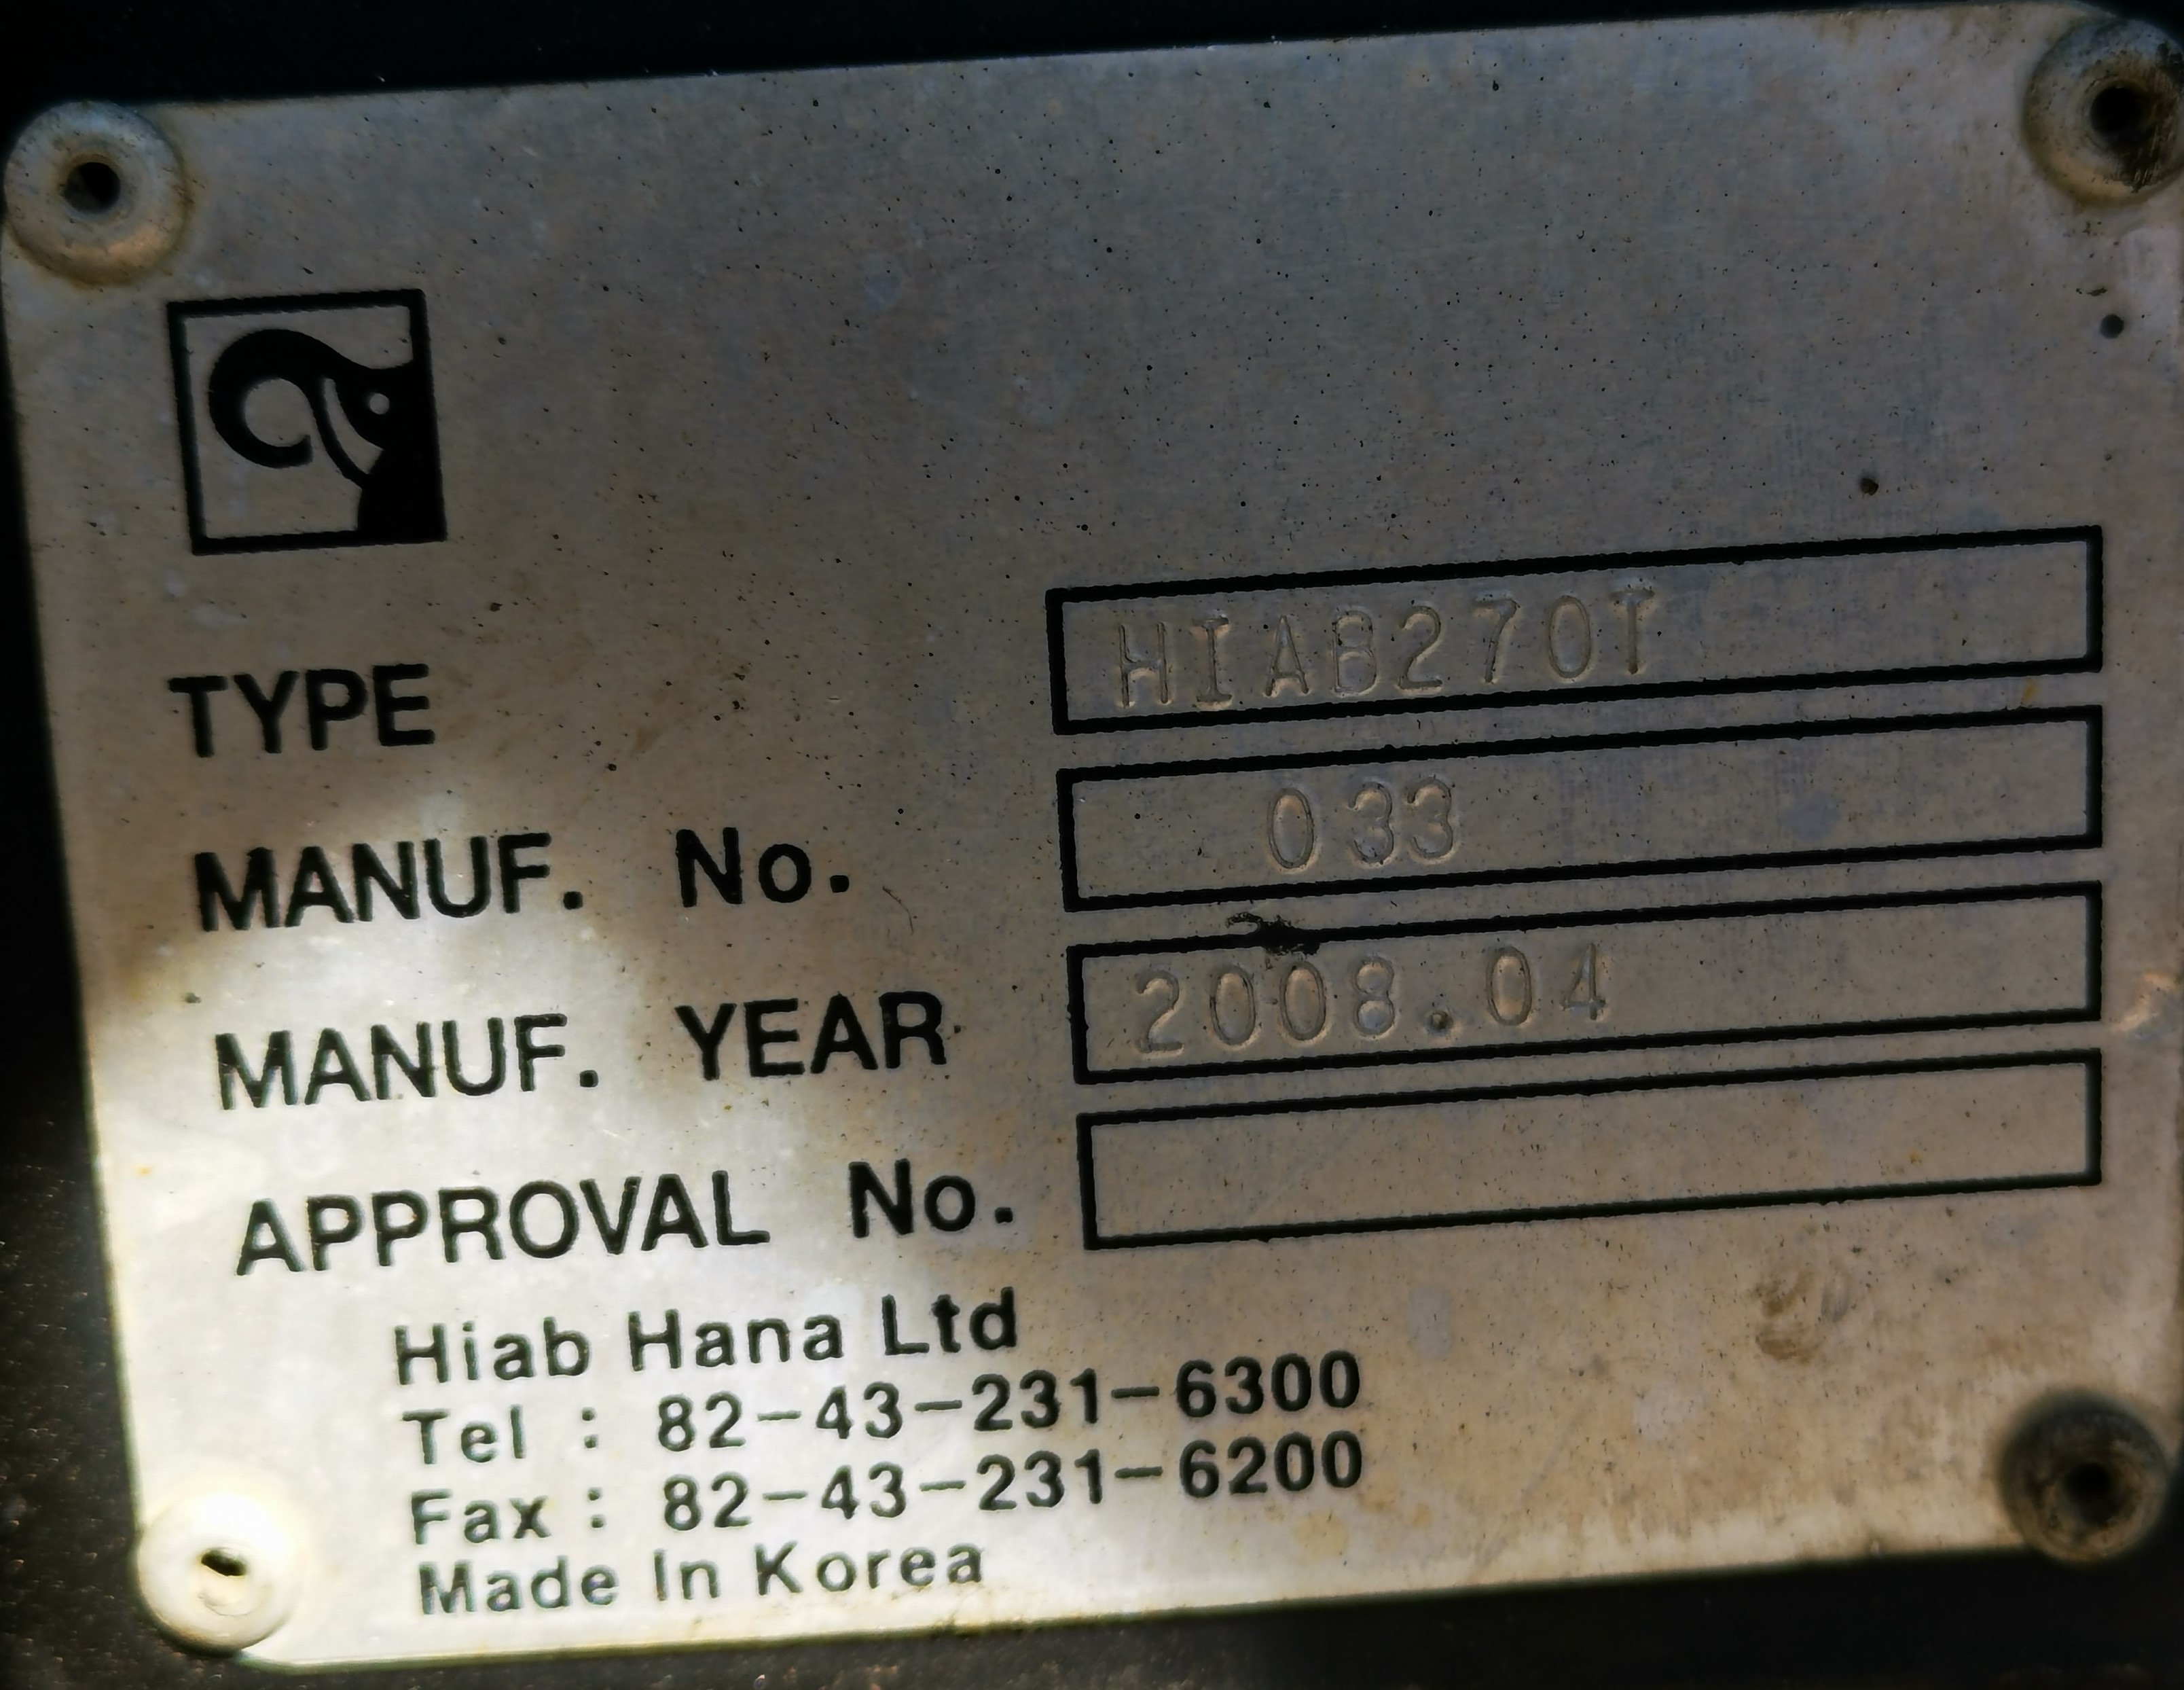 TYPE HIAB270T
MANUF. No. 033
MANUF. YEAR 2008.04
APPROVAL No.
Hiab Hana Ltd
Tel : 82-43-231-6300
Fax : 82-43-231-6200
Made In Korea